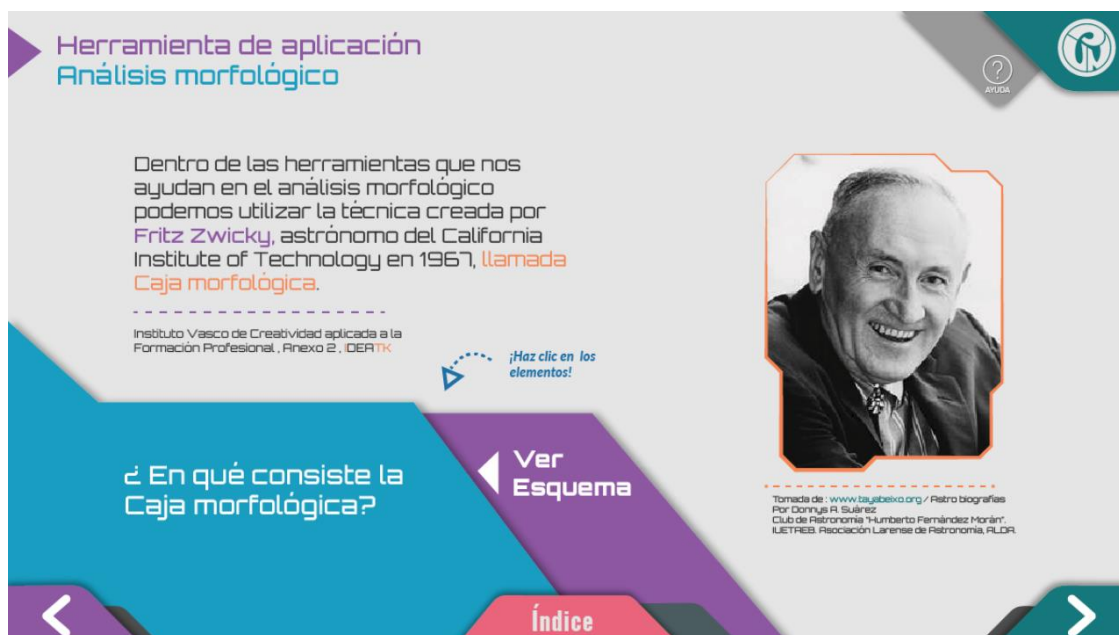 Herramienta de aplicación
Análisis morfológico
AYUDA
Dentro de las herramientas que nos
ayudan en el análisis morfológico
podemos utilizar la técnica creada por
Fritz Zwicky, astrónomo del California
Institute of Technology en 1967, llamada
Caja morfológica.
Instituto Vasco de Creatividad aplicada a la
Formación Profesional , Anexo 2 , IDEATK
¡Haz clic en los
elementos!
¿ En qué consiste la
Caja morfológica?
Ver
Esquema
Tomada de : www.tayabeixo.org / Astro biografías
Por Donnys A. Suárez
Club de Astronomía "Humberto Fernández Morán".
IUETAEB. Asociación Larense de Astronomía, ALDA.
Índice